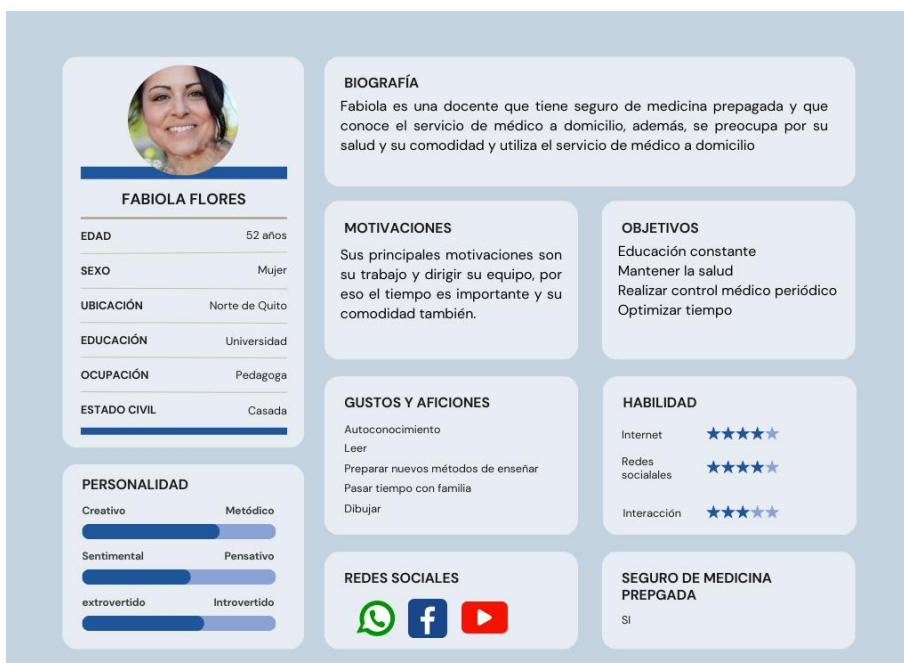 FABIOLA FLORES
EDAD 52 años
SEXO Mujer
UBICACIÓN Norte de Quito
EDUCACIÓN Universidad
OCUPACIÓN Pedagoga
ESTADO CIVIL Casada
PERSONALIDAD
Creativo Metódico
Sentimental Pensativo
extrovertido Introvertido
BIOGRAFÍA
Fabiola es una docente que tiene seguro de medicina prepagada y que
conoce el servicio de médico a domicilio, además, se preocupa por su
salud y su comodidad y utiliza el servicio de médico a domicilio
MOTIVACIONES
Sus principales motivaciones son
su trabajo y dirigir su equipo, por
eso el tiempo es importante y su
comodidad también.
OBJETIVOS
Educación constante
Mantener la salud
Realizar control médico periódico
Optimizar tiempo
GUSTOS Y AFICIONES
Autoconocimiento
Leer
Preparar nuevos métodos de enseñar
Pasar tiempo con familia
Dibujar
HABILIDAD
Internet
Redes
socialales
Interacción
REDES SOCIALES
SEGURO DE MEDICINA
PREPGADA
SI